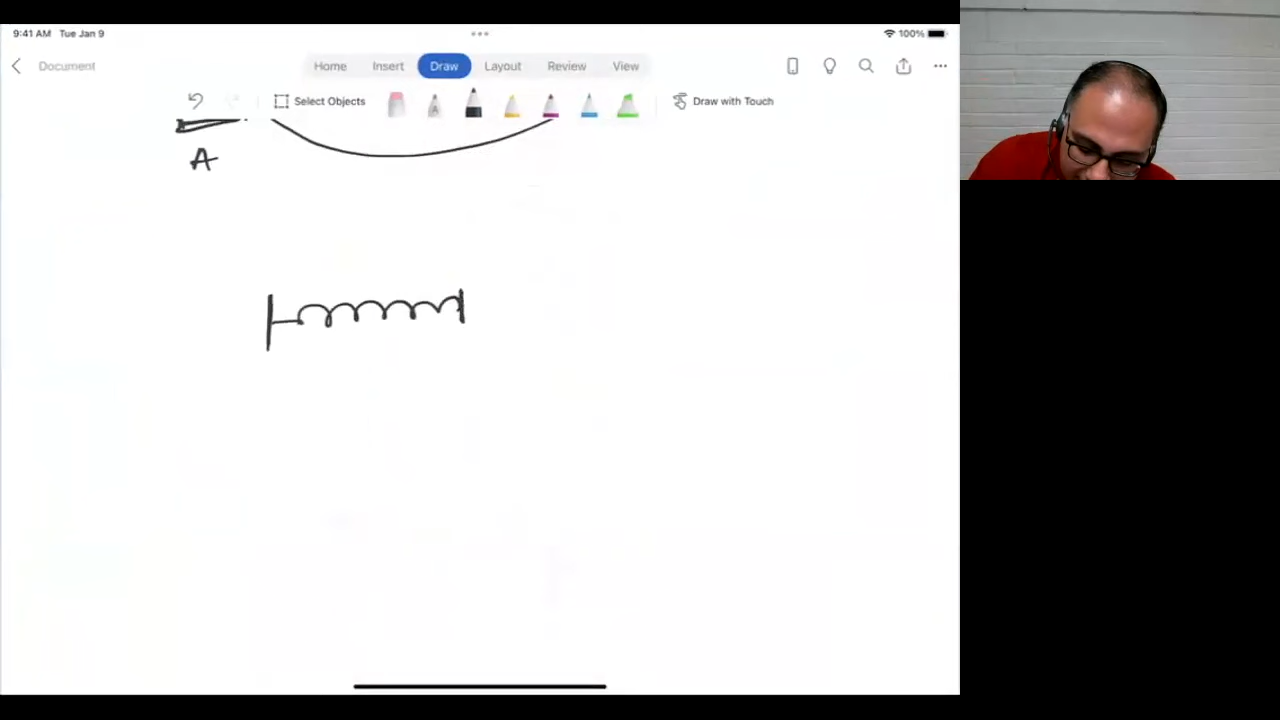 9:41 AM Tue Jan 9 100%
Document Home Insert Draw Layout Review View
Select Objects A Draw with Touch
A